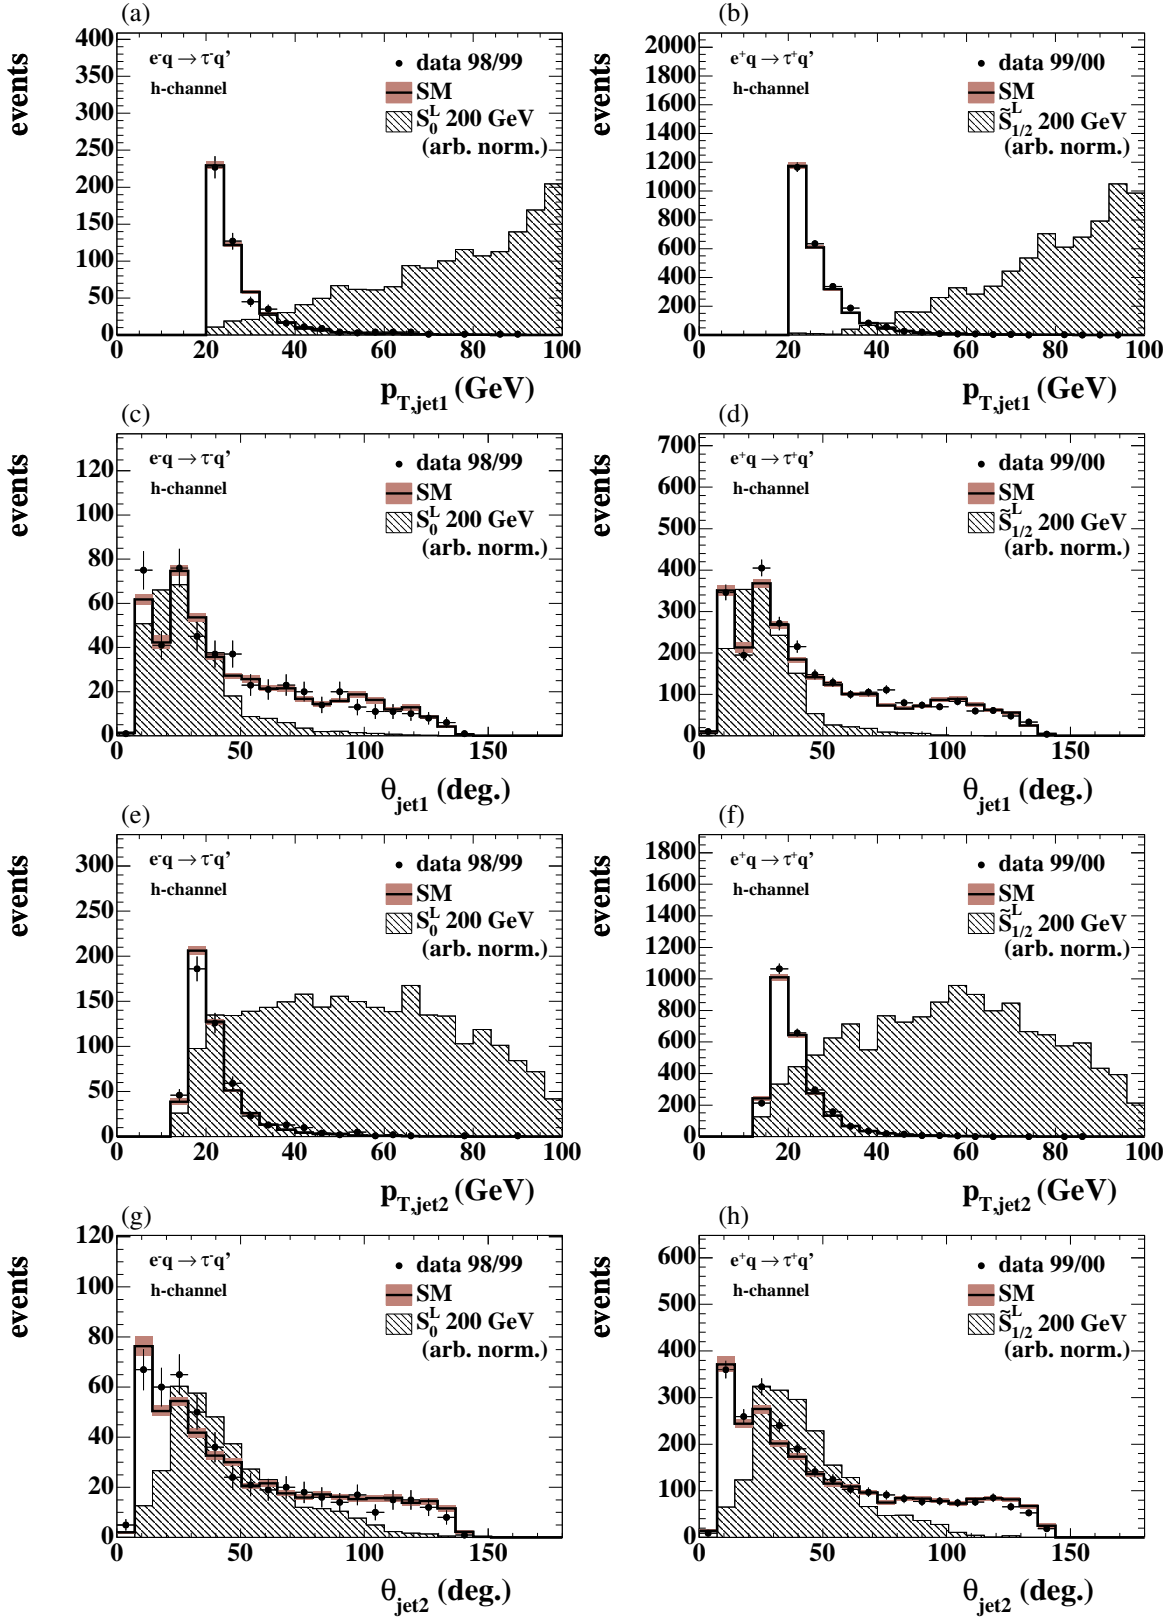 (a)
events
400
350
300
250
200
150
100
50
0
0 20 40 60 80 100
e⁻q → τ⁻q’
h-channel
data 98/99
SM
S₀ᴸ 200 GeV
(arb. norm.)
p_T,jet1 (GeV)
(b)
events
2000
1800
1600
1400
1200
1000
800
600
400
200
0
0 20 40 60 80 100
e⁺q → τ⁺q’
h-channel
data 99/00
SM
S̃₁/₂ᴸ 200 GeV
(arb. norm.)
p_T,jet1 (GeV)
(c)
events
120
100
80
60
40
20
0
0 50 100 150
e⁻q → τ⁻q’
h-channel
data 98/99
SM
S₀ᴸ 200 GeV
(arb. norm.)
θ_jet1 (deg.)
(d)
events
700
600
500
400
300
200
100
0
0 50 100 150
e⁺q → τ⁺q’
h-channel
data 99/00
SM
S̃₁/₂ᴸ 200 GeV
(arb. norm.)
θ_jet1 (deg.)
(e)
events
300
250
200
150
100
50
0
0 20 40 60 80 100
e⁻q → τ⁻q’
h-channel
data 98/99
SM
S₀ᴸ 200 GeV
(arb. norm.)
p_T,jet2 (GeV)
(f)
events
1800
1600
1400
1200
1000
800
600
400
200
0
0 20 40 60 80 100
e⁺q → τ⁺q’
h-channel
data 99/00
SM
S̃₁/₂ᴸ 200 GeV
(arb. norm.)
p_T,jet2 (GeV)
(g)
events
120
100
80
60
40
20
0
0 50 100 150
e⁻q → τ⁻q’
h-channel
data 98/99
SM
S₀ᴸ 200 GeV
(arb. norm.)
θ_jet2 (deg.)
(h)
events
600
500
400
300
200
100
0
0 50 100 150
e⁺q → τ⁺q’
h-channel
data 99/00
SM
S̃₁/₂ᴸ 200 GeV
(arb. norm.)
θ_jet2 (deg.)